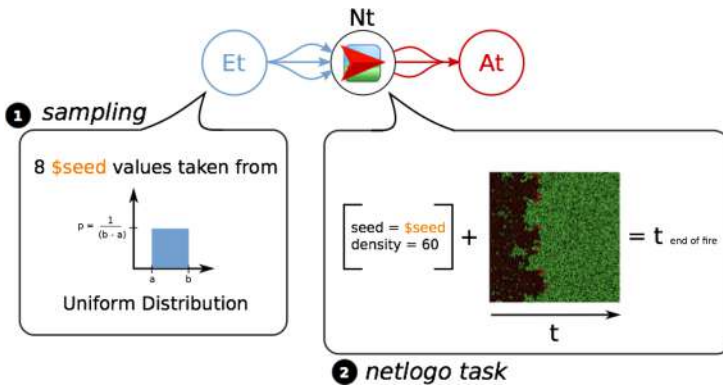 Nt
Et
At
1 sampling
8 $seed values taken from
p = 1 / (b - a)
a b
Uniform Distribution
seed = $seed
density = 60
+
= t end of fire
t
2 netlogo task